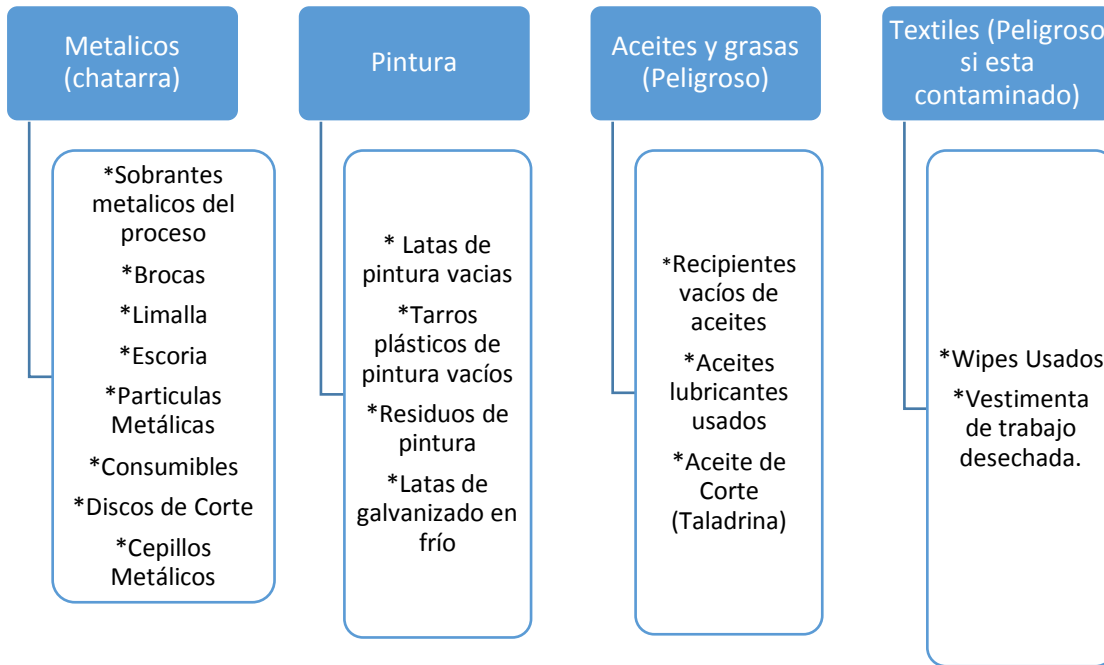 Metalicos
(chatarra)
*Sobrantes
metalicos del
proceso
*Brocas
*Limalla
*Escoria
*Particulas
Metálicas
*Consumibles
*Discos de Corte
*Cepillos
Metálicos
Pintura
* Latas de
pintura vacias
*Tarros
plásticos de
pintura vacíos
*Residuos de
pintura
*Latas de
galvanizado en
frío
Aceites y grasas
(Peligroso)
*Recipientes
vacíos de
aceites
*Aceites
lubricantes
usados
*Aceite de
Corte
(Taladrina)
Textiles (Peligroso
si esta
contaminado)
*Wipes Usados
*Vestimenta
de trabajo
desechada.